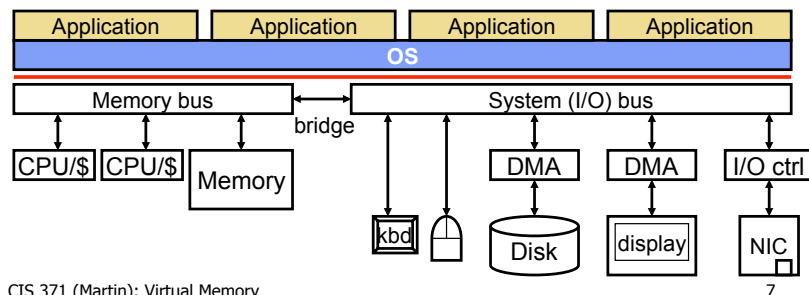 Application Application Application Application
OS
Memory bus System (I/O) bus
bridge
CPU/$ CPU/$ Memory DMA DMA I/O ctrl
kbd Disk display NIC
CIS 371 (Martin): Virtual Memory 7